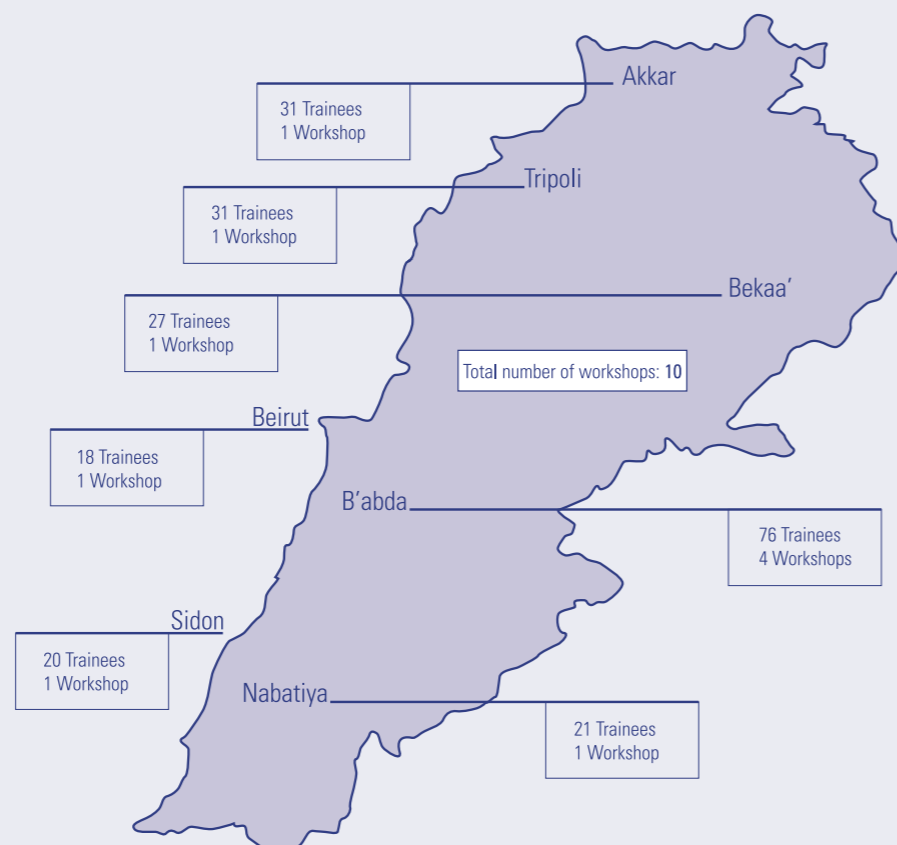 Akkar
31 Trainees
1 Workshop
Tripoli
31 Trainees
1 Workshop
Bekaa’
27 Trainees
1 Workshop
Total number of workshops: 10
Beirut
18 Trainees
1 Workshop
B’abda
76 Trainees
4 Workshops
Sidon
20 Trainees
1 Workshop
Nabatiya
21 Trainees
1 Workshop